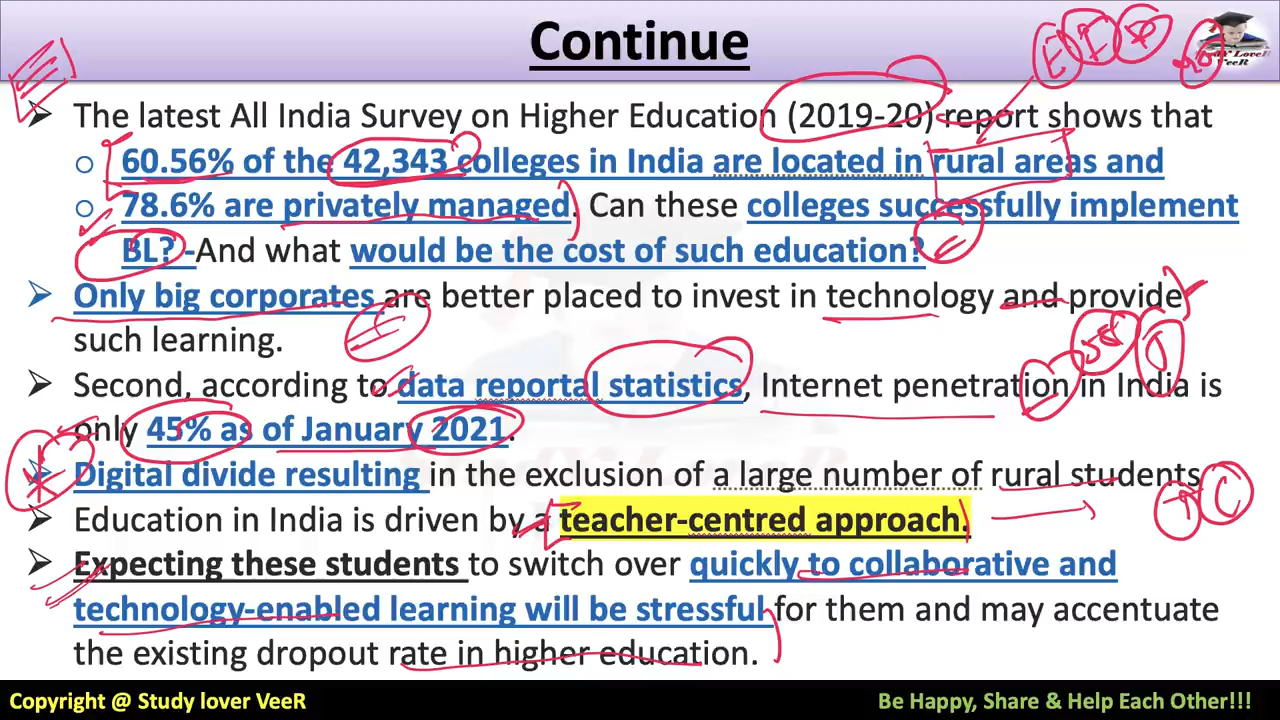 Continue
StudY LoveR
VeeR
➤ The latest All India Survey on Higher Education (2019-20) report shows that
o 60.56% of the 42,343 colleges in India are located in rural areas and
o 78.6% are privately managed. Can these colleges successfully implement
BL? -And what would be the cost of such education?
➤ Only big corporates are better placed to invest in technology and provide
such learning.
➤ Second, according to data reportal statistics, Internet penetration in India is
only 45% as of January 2021.
➤ Digital divide resulting in the exclusion of a large number of rural students.
➤ Education in India is driven by a teacher-centred approach.
➤ Expecting these students to switch over quickly to collaborative and
technology-enabled learning will be stressful for them and may accentuate
the existing dropout rate in higher education.
Copyright @ Study lover VeeR
Be Happy, Share & Help Each Other!!!